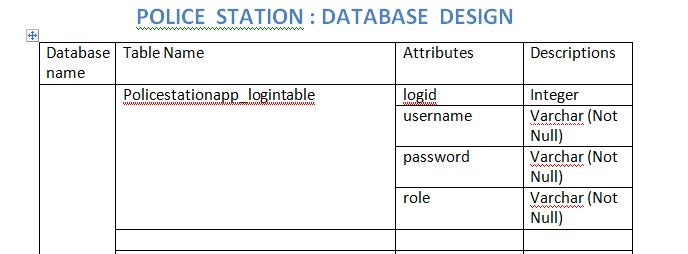 POLICE STATION : DATABASE DESIGN
Database name
Table Name
Attributes
Descriptions
Policestationapp_logintable
logid
Integer
username
Varchar (Not Null)
password
Varchar (Not Null)
role
Varchar (Not Null)